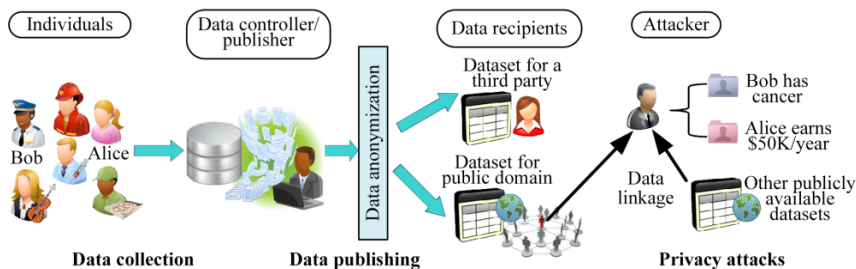 Individuals
Data controller/
publisher
Data recipients
Attacker
Bob
Alice
Data anonymization
Dataset for a
third party
Dataset for
public domain
Bob has
cancer
Alice earns
$50K/year
Data
linkage
Other publicly
available
datasets
Data collection
Data publishing
Privacy attacks